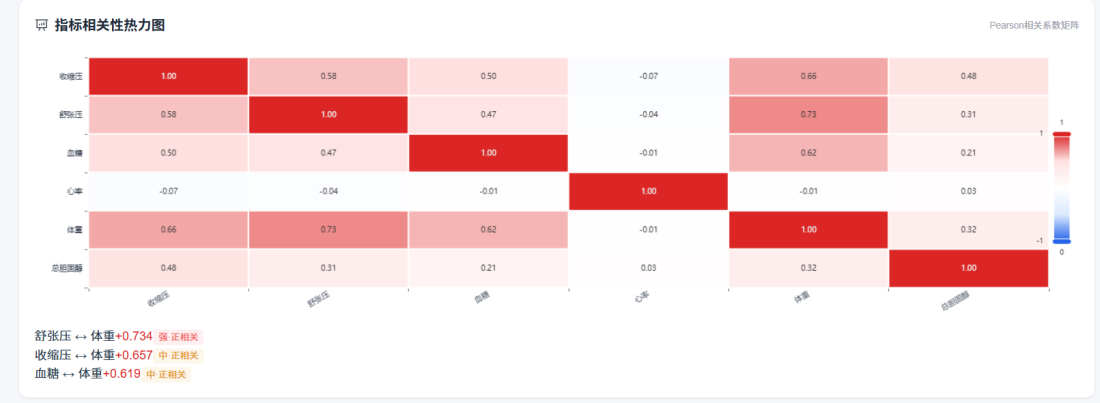 指标相关性热力图
Pearson相关系数矩阵
收缩压 1.00 0.58 0.50 -0.07 0.66 0.48
舒张压 0.58 1.00 0.47 -0.04 0.73 0.31
血糖 0.50 0.47 1.00 -0.01 0.62 0.21
心率 -0.07 -0.04 -0.01 1.00 -0.01 0.03
体重 0.66 0.73 0.62 -0.01 1.00 0.32
总胆固醇 0.48 0.31 0.21 0.03 0.32 1.00
收缩压 舒张压 血糖 心率 体重 总胆固醇
1
1
-1
0
舒张压 ↔ 体重+0.734 强·正相关
收缩压 ↔ 体重+0.657 中·正相关
血糖 ↔ 体重+0.619 中·正相关